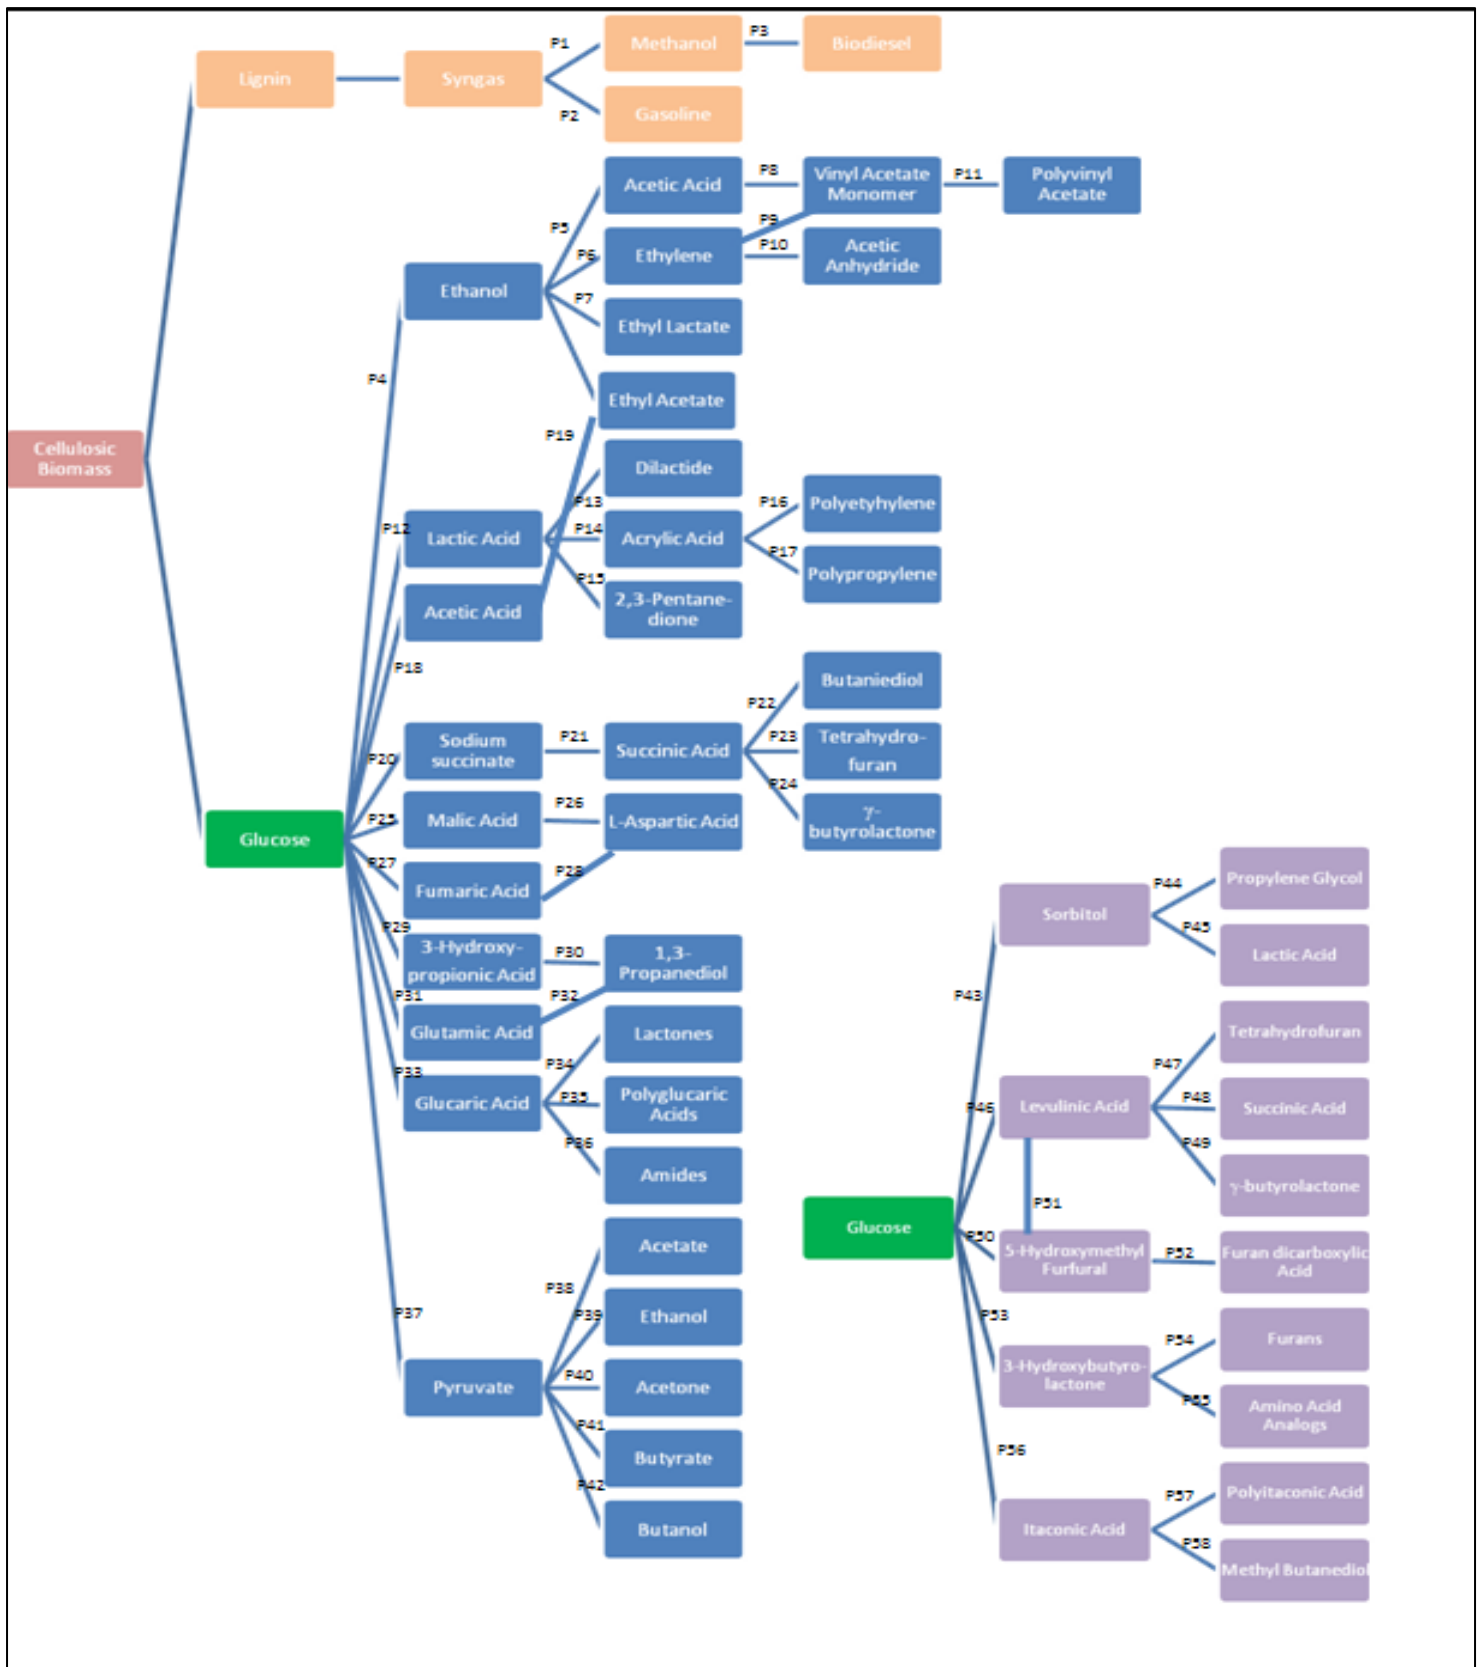 P1
Methanol
P3
Biodiesel
Lignin
Syngas
P2
Gasoline
Acetic Acid
P8
Vinyl Acetate
Monomer
P11
Polyvinyl
Acetate
P5
P9
P6
Ethylene
P10
Acetic
Anhydride
Ethanol
P7
Ethyl Lactate
P4
Ethyl Acetate
P19
Cellulosic
Biomass
Dilactide
P13
P12
Lactic Acid
P14
Acrylic Acid
P16
Polyetyhylene
P17
Polypropylene
P15
2,3-Pentane-
dione
Acetic Acid
P18
Butaniediol
P22
P20
Sodium
succinate
P21
Succinic Acid
P23
Tetrahydro-
furan
P24
γ-
butyrolactone
Glucose
P25
Malic Acid
P26
L-Aspartic Acid
P27
Fumaric Acid
P28
P29
3-Hydroxy-
propionic Acid
P30
1,3-
Propanediol
P31
Glutamic Acid
P32
Lactones
P33
Glucaric Acid
P34
P35
Polyglucaric
Acids
P36
Amides
Acetate
P37
P38
P39
Ethanol
Pyruvate
P40
Acetone
P41
Butyrate
P42
Butanol
P44
Propylene Glycol
Sorbitol
P45
Lactic Acid
P43
Tetrahydrofuran
P47
P46
Levulinic Acid
P48
Succinic Acid
P49
γ-butyrolactone
P51
Glucose
P50
5-Hydroxymethyl
Furfural
P52
Furan dicarboxylic
Acid
P53
P54
Furans
3-Hydroxybutyro-
lactone
P55
Amino Acid
Analogs
P56
P57
Polyitaconic Acid
Itaconic Acid
P58
Methyl Butanediol